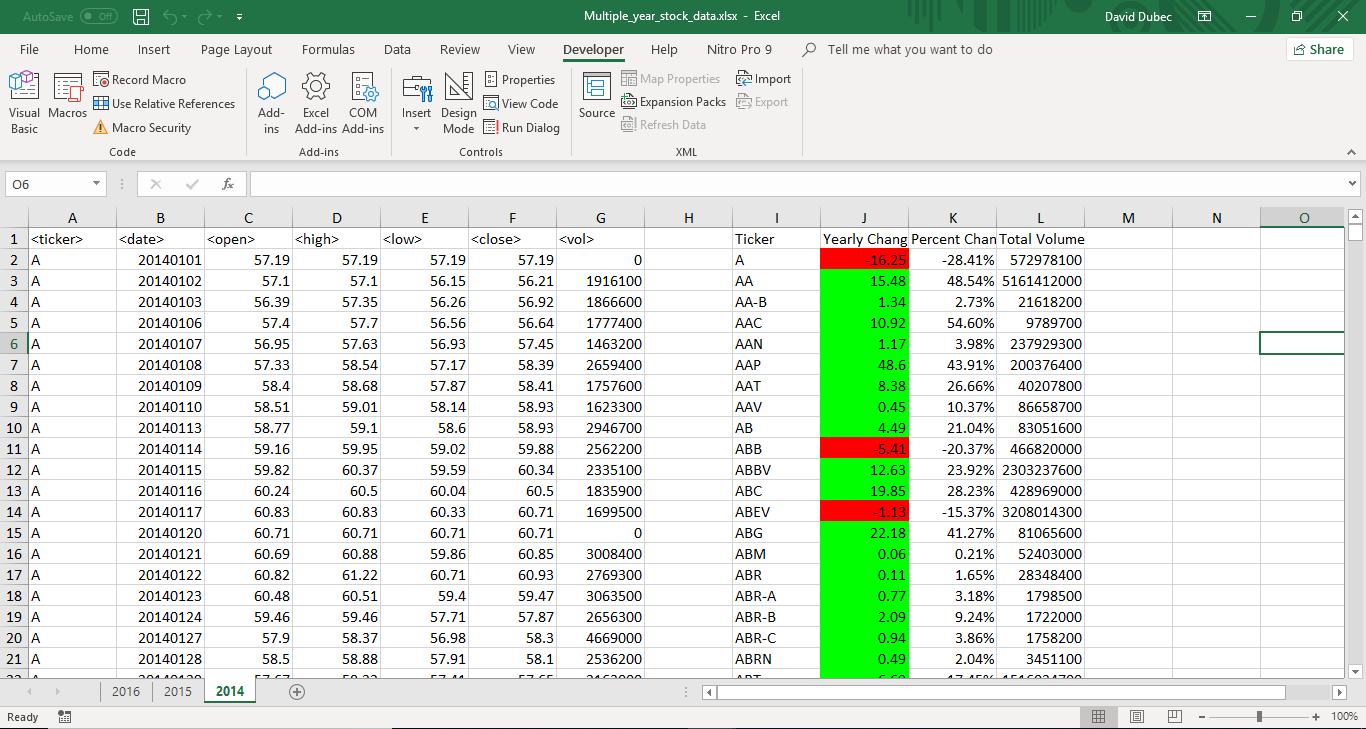 AutoSave Off Multiple_year_stock_data.xlsx - Excel David Dubec
File Home Insert Page Layout Formulas Data Review View Developer Help Nitro Pro 9 Tell me what you want to do Share
Visual Basic
Macros
Record Macro
Use Relative References
Macro Security
Code
Add-ins
Excel Add-ins
COM Add-ins
Add-ins
Insert
Design Mode
Properties
View Code
Run Dialog
Controls
Source
Map Properties
Expansion Packs
Refresh Data
Import
Export
XML
O6 fx
A B C D E F G H I J K L M N O
1 <ticker> <date> <open> <high> <low> <close> <vol> Ticker Yearly Chang Percent Chan Total Volume
2 A 20140101 57.19 57.19 57.19 57.19 0 A -16.25 -28.41% 572978100
3 A 20140102 57.1 57.1 56.15 56.21 1916100 AA 15.48 48.54% 5161412000
4 A 20140103 56.39 57.35 56.26 56.92 1866600 AA-B 1.34 2.73% 21618200
5 A 20140106 57.4 57.7 56.56 56.64 1777400 AAC 10.92 54.60% 9789700
6 A 20140107 56.95 57.63 56.93 57.45 1463200 AAN 1.17 3.98% 237929300
7 A 20140108 57.33 58.54 57.17 58.39 2659400 AAP 48.6 43.91% 200376400
8 A 20140109 58.4 58.68 57.87 58.41 1757600 AAT 8.38 26.66% 40207800
9 A 20140110 58.51 59.01 58.14 58.93 1623300 AAV 0.45 10.37% 86658700
10 A 20140113 58.77 59.1 58.6 58.93 2946700 AB 4.49 21.04% 83051600
11 A 20140114 59.16 59.95 59.02 59.88 2562200 ABB -5.41 -20.37% 466820000
12 A 20140115 59.82 60.37 59.59 60.34 2335100 ABBV 12.63 23.92% 2303237600
13 A 20140116 60.24 60.5 60.04 60.5 1835900 ABC 19.85 28.23% 428969000
14 A 20140117 60.83 60.83 60.33 60.71 1699500 ABEV -1.13 -15.37% 3208014300
15 A 20140120 60.71 60.71 60.71 60.71 0 ABG 22.18 41.27% 81065600
16 A 20140121 60.69 60.88 59.86 60.85 3008400 ABM 0.06 0.21% 52403000
17 A 20140122 60.82 61.22 60.71 60.93 2769300 ABR 0.11 1.65% 28348400
18 A 20140123 60.48 60.51 59.4 59.47 3063500 ABR-A 0.77 3.18% 1798500
19 A 20140124 59.46 59.46 57.71 57.87 2656300 ABR-B 2.09 9.24% 1722000
20 A 20140127 57.9 58.37 56.98 58.3 4669000 ABR-C 0.94 3.86% 1758200
21 A 20140128 58.5 58.88 57.91 58.1 2536200 ABRN 0.49 2.04% 3451100
2016 2015 2014
Ready 100%